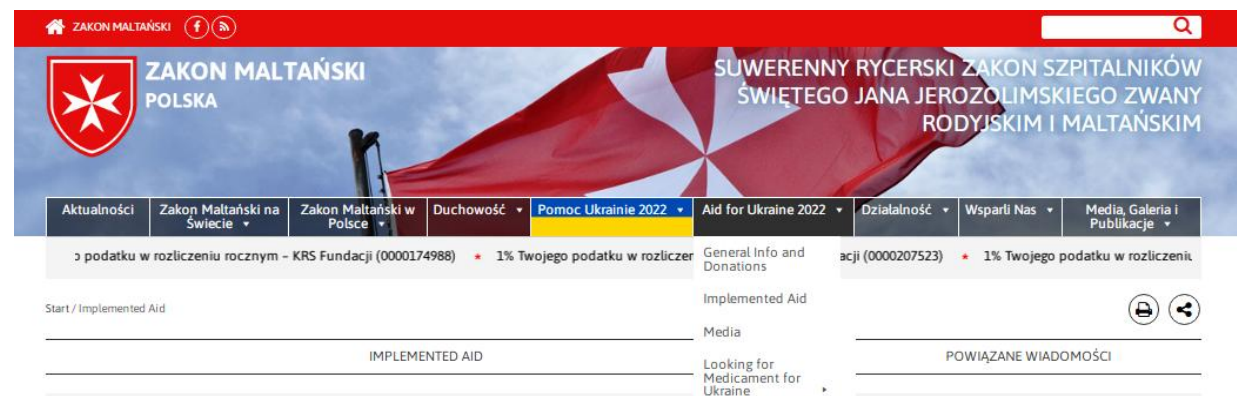 ZAKON MALTAŃSKI
ZAKON MALTAŃSKI
POLSKA
SUWERENNY RYCERSKI ZAKON SZPITALNIKÓW
ŚWIĘTEGO JANA JEROZOLIMSKIEGO ZWANY
RODYJSKIM I MALTAŃSKIM
Aktualności
Zakon Maltański na
Świecie
Zakon Maltański w
Polsce
Duchowość
Pomoc Ukrainie 2022
Aid for Ukraine 2022
Działalność
Wsparli Nas
Media, Galeria i
Publikacje
podatku w rozliczeniu rocznym – KRS Fundacji (0000174988) * 1% Twojego podatku w (0000207523) * 1% Twojego podatku w
General Info and
Donations
Implemented Aid
Media
Looking for
Medicament for
Ukraine
Start / Implemented Aid
IMPLEMENTED AID
POWIĄZANE WIADOMOŚCI